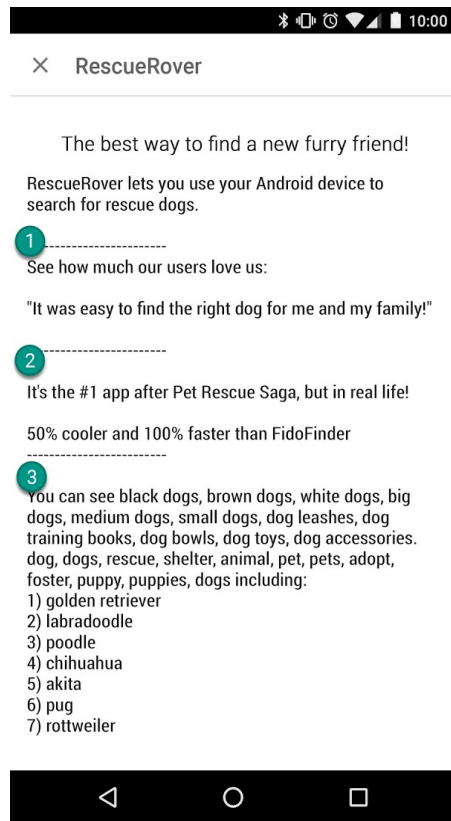 10:00
RescueRover
The best way to find a new furry friend!
RescueRover lets you use your Android device to
search for rescue dogs.
1
-----------------------
See how much our users love us:
"It was easy to find the right dog for me and my family!"
-----------------------
2
It's the #1 app after Pet Rescue Saga, but in real life!
50% cooler and 100% faster than FidoFinder
-------------------------
3
You can see black dogs, brown dogs, white dogs, big
dogs, medium dogs, small dogs, dog leashes, dog
training books, dog bowls, dog toys, dog accessories.
dog, dogs, rescue, shelter, animal, pet, pets, adopt,
foster, puppy, puppies, dogs including:
1) golden retriever
2) labradoodle
3) poodle
4) chihuahua
5) akita
6) pug
7) rottweiler